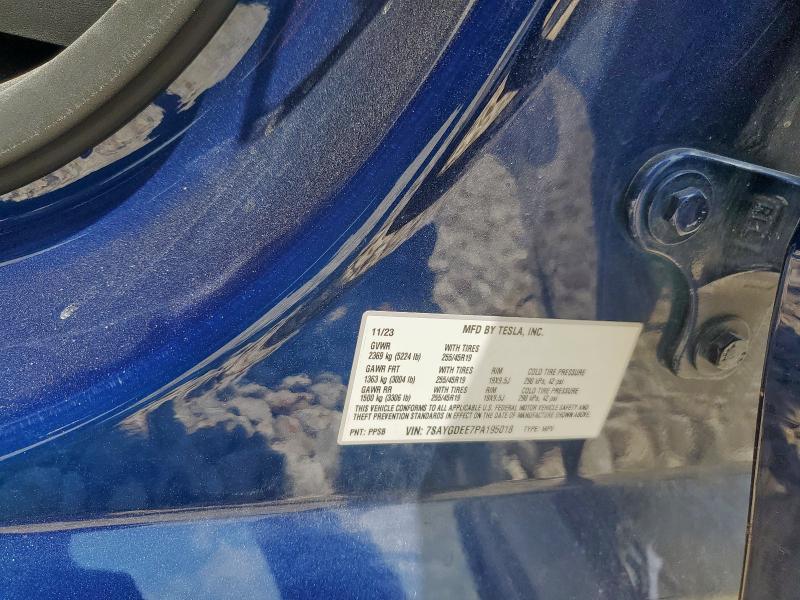 11/23 MFD BY TESLA, INC.
GVWR WITH TIRES
2369 kg (5224 lb) 255/45R19
GAWR FRT WITH TIRES RIM COLD TIRE PRESSURE
1363 kg (3004 lb) 255/45R19 19X9.5J 290 kPa, 42 psi
GAWR RR WITH TIRES RIM COLD TIRE PRESSURE
1500 kg (3306 lb) 255/45R19 19X9.5J 290 kPa, 42 psi
THIS VEHICLE CONFORMS TO ALL APPLICABLE U.S. FEDERAL MOTOR VEHICLE SAFETY AND
THEFT PREVENTION STANDARDS IN EFFECT ON THE DATE OF MANUFACTURE SHOWN ABOVE.
PNT: PPSB VIN: 7SAYGDEE7PA195018 TYPE: MPV